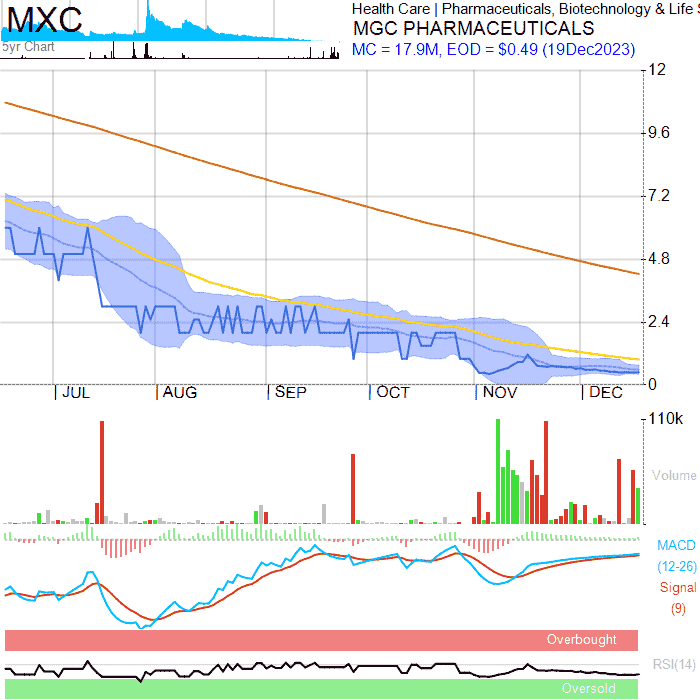 MXC
5yr Chart
Health Care | Pharmaceuticals, Biotechnology & Life S
MGC PHARMACEUTICALS
MC = 17.9M, EOD = $0.49 (19Dec2023)
12
9.6
7.2
4.8
2.4
0
JUL AUG SEP OCT NOV DEC
110k
Volume
MACD
(12-26)
Signal
(9)
Overbought
RSI(14)
Oversold